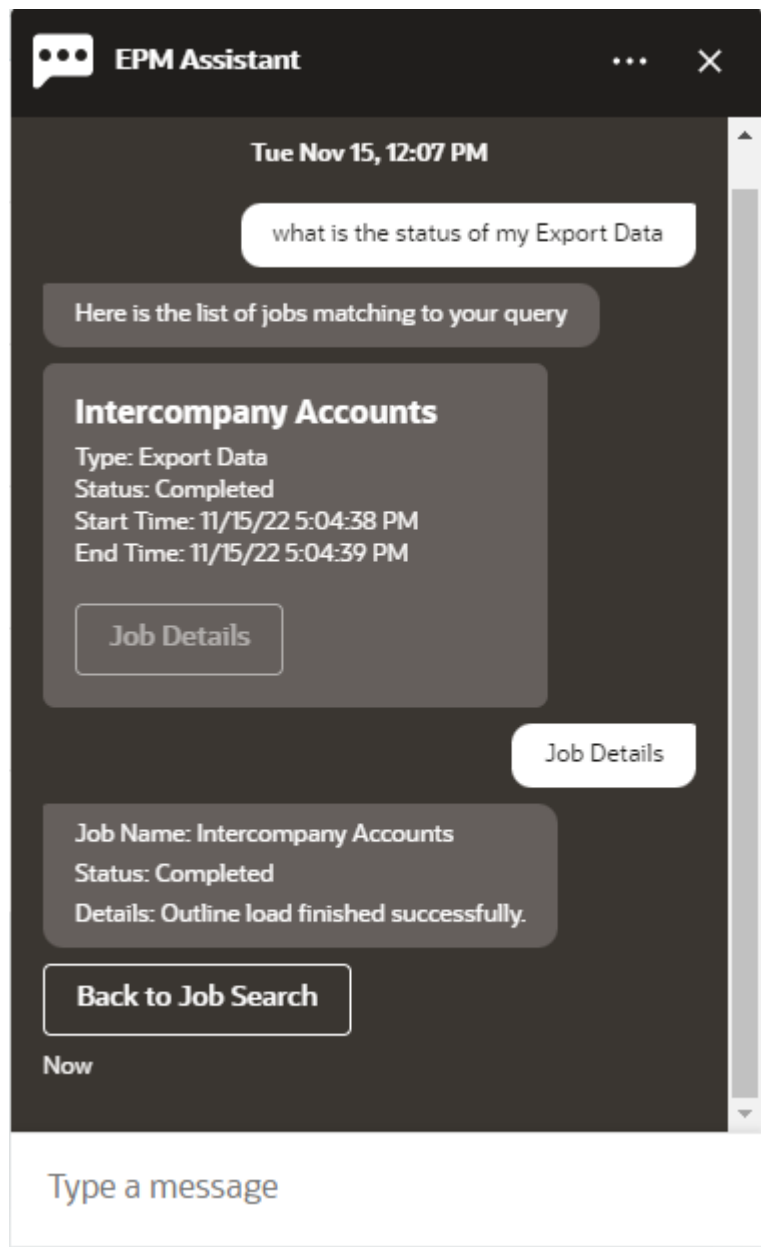 EPM Assistant
Tue Nov 15, 12:07 PM
what is the status of my Export Data
Here is the list of jobs matching to your query
Intercompany Accounts
Type: Export Data
Status: Completed
Start Time: 11/15/22 5:04:38 PM
End Time: 11/15/22 5:04:39 PM
Job Details
Job Details
Job Name: Intercompany Accounts
Status: Completed
Details: Outline load finished successfully.
Back to Job Search
Now
Type a message